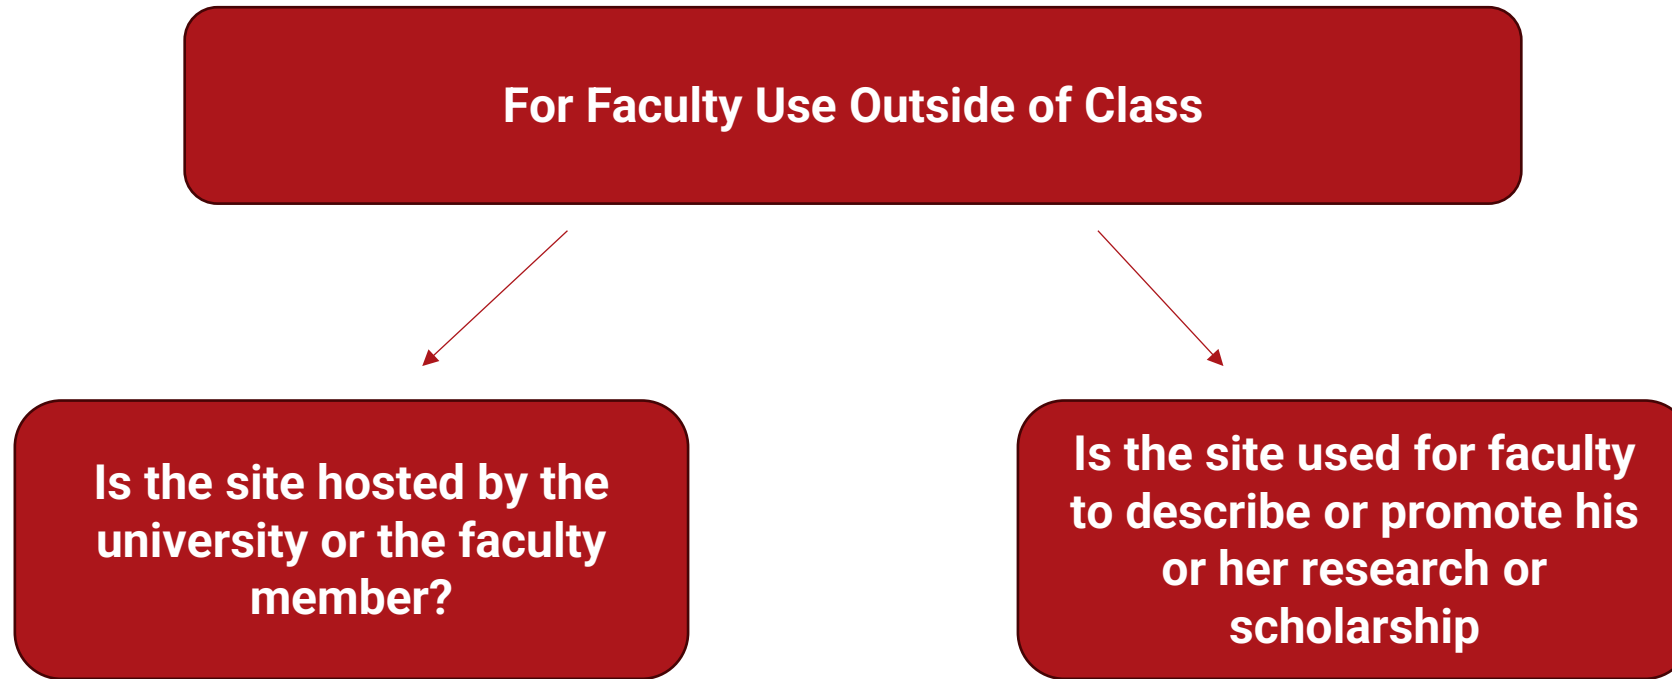 For Faculty Use Outside of Class
Is the site hosted by the
university or the faculty
member?
Is the site used for faculty
to describe or promote his
or her research or
scholarship